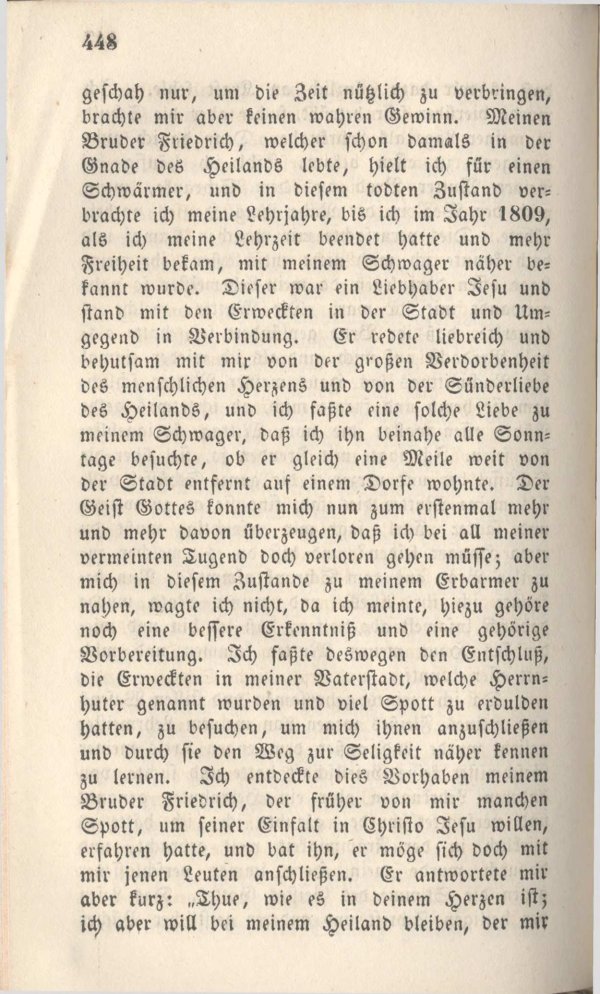 448
geschah nur, um die Zeit nützlich zu verbringen,
brachte mir aber keinen wahren Gewinn. Meinen
Bruder Friedrich, welcher schon damals in der
Gnade des Heilands lebte, hielt ich für einen
Schwärmer, und in diesem todten Zustand ver-
brachte ich meine Lehrjahre, bis ich im Jahr 1809,
als ich meine Lehrzeit beendet hatte und mehr
Freiheit bekam, mit meinem Schwager näher be-
kannt wurde. Dieser war ein Liebhaber Jesu und
stand mit den Erweckten in der Stadt und Um-
gegend in Verbindung. Er redete liebreich und
behutsam mit mir von der großen Verdorbenheit
des menschlichen Herzens und von der Sünderliebe
des Heilands, und ich faßte eine solche Liebe zu
meinem Schwager, daß ich ihn beinahe alle Sonn-
tage besuchte, ob er gleich eine Meile weit von
der Stadt entfernt auf einem Dorfe wohnte. Der
Geist Gottes konnte mich nun zum erstenmal mehr
und mehr davon überzeugen, daß ich bei all meiner
vermeinten Tugend doch verloren gehen müsse; aber
mich in diesem Zustande zu meinem Erbarmer zu
nahen, wagte ich nicht, da ich meinte, hiezu gehöre
noch eine bessere Erkenntniß und eine gehörige
Vorbereitung. Ich faßte deswegen den Entschluß,
die Erweckten in meiner Vaterstadt, welche Herrn-
huter genannt wurden und viel Spott zu erdulden
hatten, zu besuchen, um mich ihnen anzuschließen
und durch sie den Weg zur Seligkeit näher kennen
zu lernen. Ich entdeckte dies Vorhaben meinem
Bruder Friedrich, der früher von mir manchen
Spott, um seiner Einfalt in Christo Jesu willen,
erfahren hatte, und bat ihn, er möge sich doch mit
mir jenen Leuten anschließen. Er antwortete mir
aber kurz: „Thue, wie es in deinem Herzen ist;
ich aber will bei meinem Heiland bleiben, der mir